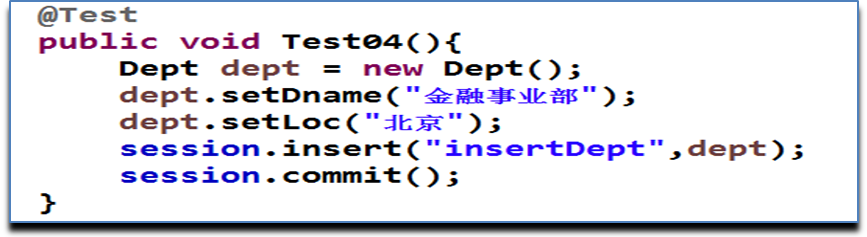 @Test
public void Test04(){
Dept dept = new Dept();
dept.setDname("金融事业部");
dept.setLoc("北京");
session.insert("insertDept",dept);
session.commit();
}